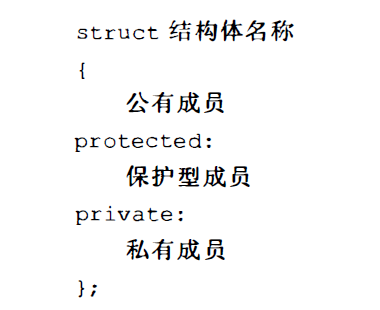 struct 结构体名称
{
公有成员
protected:
保护型成员
private:
私有成员
};